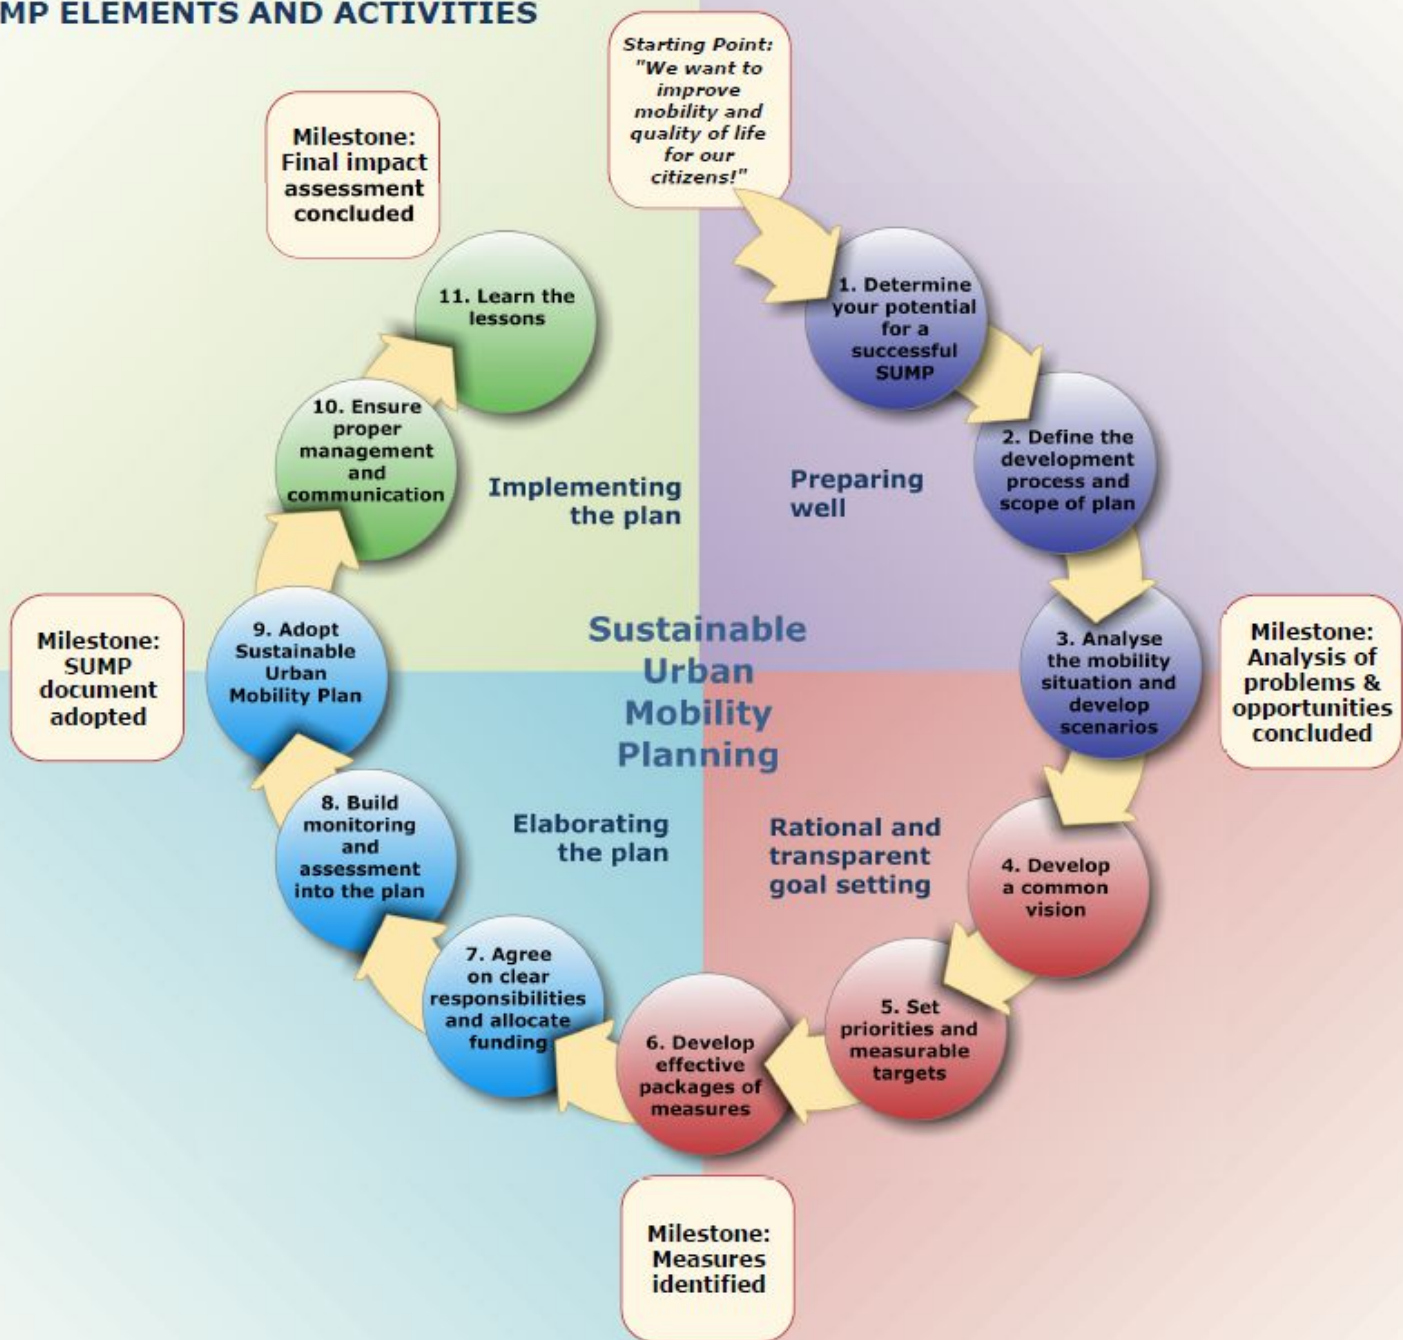 MP ELEMENTS AND ACTIVITIES
Starting Point:
"We want to
improve
mobility and
quality of life
for our
citizens!"
Milestone:
Final impact
assessment
concluded
11. Learn the
lessons
1. Determine
your potential
for a
successful
SUMP
10. Ensure
proper
management
and
communication
2. Define the
development
process and
scope of plan
Implementing
the plan
Preparing
well
Milestone:
SUMP
document
adopted
9. Adopt
Sustainable
Urban
Mobility Plan
Sustainable
Urban
Mobility
Planning
3. Analyse
the mobility
situation and
develop
scenarios
Milestone:
Analysis of
problems &
opportunities
concluded
8. Build
monitoring
and
assessment
into the plan
Elaborating
the plan
Rational and
transparent
goal setting
4. Develop
a common
vision
7. Agree
on clear
responsibilities
and allocate
funding
6. Develop
effective
packages of
measures
5. Set
priorities and
measurable
targets
Milestone:
Measures
identified